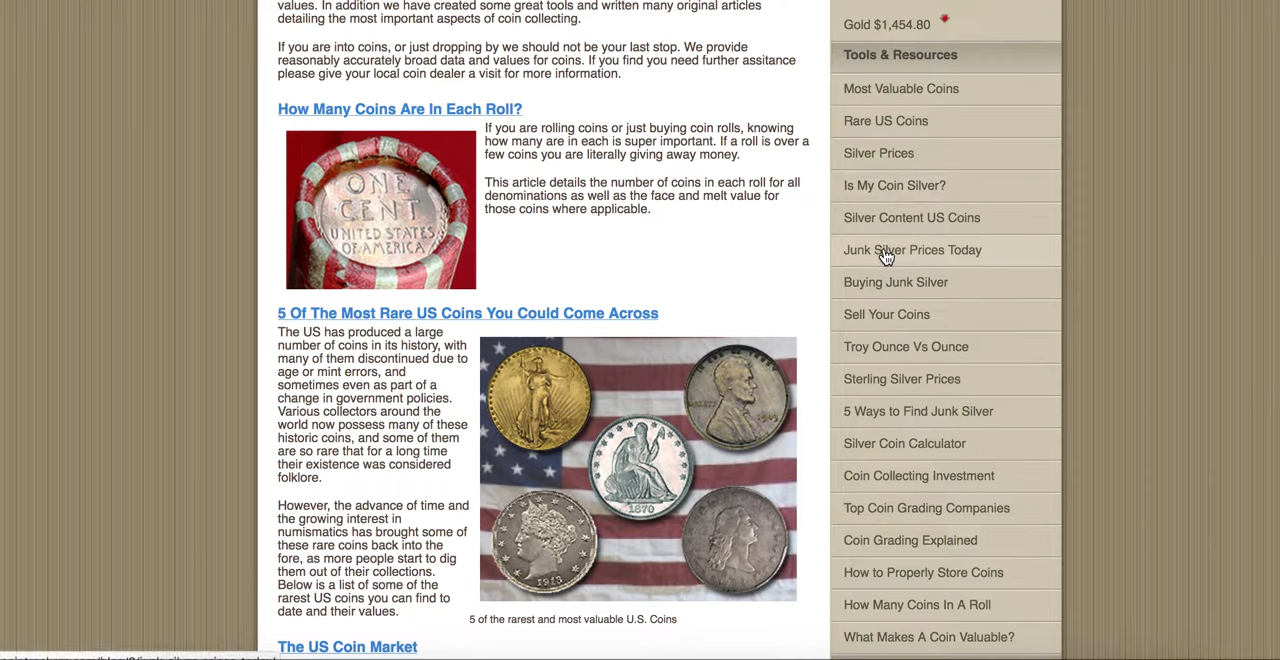 values. In addition we have created some great tools and written many original articles
detailing the most important aspects of coin collecting.
If you are into coins, or just dropping by we should not be your last stop. We provide
reasonably accurately broad data and values for coins. If you find you need further assitance
please give your local coin dealer a visit for more information.
How Many Coins Are In Each Roll?
ONE
CENT
UNITED STATES
OF AMERICA
If you are rolling coins or just buying coin rolls, knowing
how many are in each is super important. If a roll is over a
few coins you are literally giving away money.
This article details the number of coins in each roll for all
denominations as well as the face and melt value for
those coins where applicable.
5 Of The Most Rare US Coins You Could Come Across
The US has produced a large
number of coins in its history, with
many of them discontinued due to
age or mint errors, and
sometimes even as part of a
change in government policies.
Various collectors around the
world now possess many of these
historic coins, and some of them
are so rare that for a long time
their existence was considered
folklore.
However, the advance of time and
the growing interest in
numismatics has brought some of
these rare coins back into the
fore, as more people start to dig
them out of their collections.
Below is a list of some of the
rarest US coins you can find to
date and their values.
1870
1913
5 of the rarest and most valuable U.S. Coins
The US Coin Market
Gold $1,454.80
Tools & Resources
Most Valuable Coins
Rare US Coins
Silver Prices
Is My Coin Silver?
Silver Content US Coins
Junk Silver Prices Today
Buying Junk Silver
Sell Your Coins
Troy Ounce Vs Ounce
Sterling Silver Prices
5 Ways to Find Junk Silver
Silver Coin Calculator
Coin Collecting Investment
Top Coin Grading Companies
Coin Grading Explained
How to Properly Store Coins
How Many Coins In A Roll
What Makes A Coin Valuable?